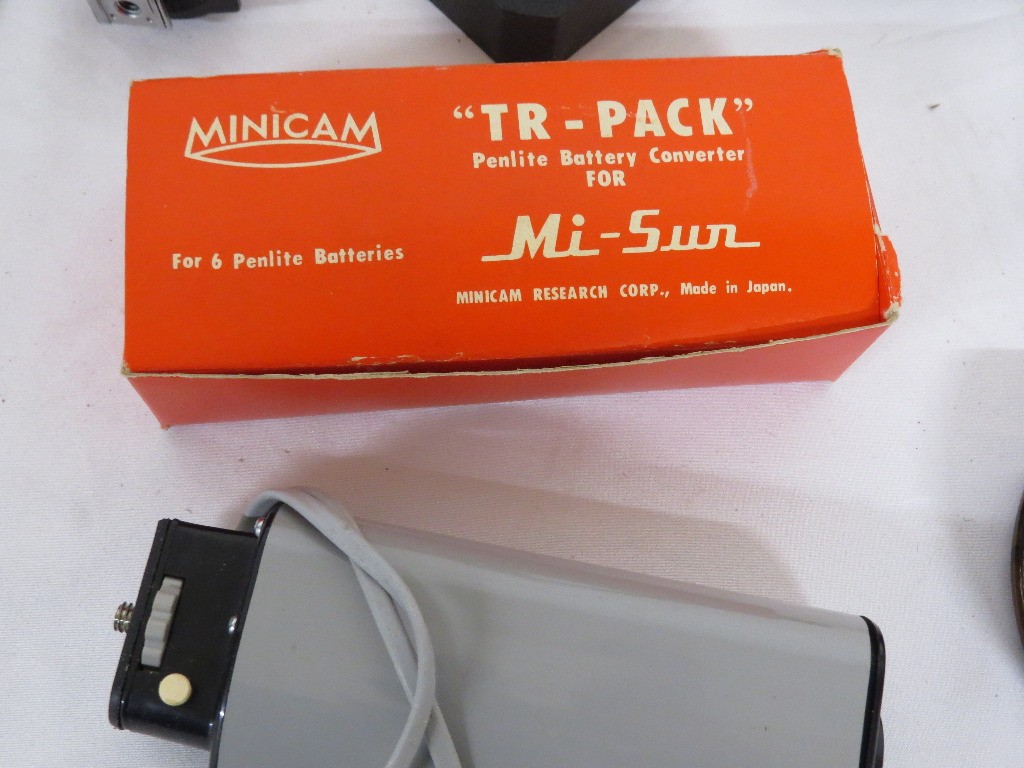 MINICAM
For 6 Penlite Batteries
“TR-PACK”
Penlite Battery Converter
FOR
Mi-Sun
MINICAM RESEARCH CORP., Made in Japan.